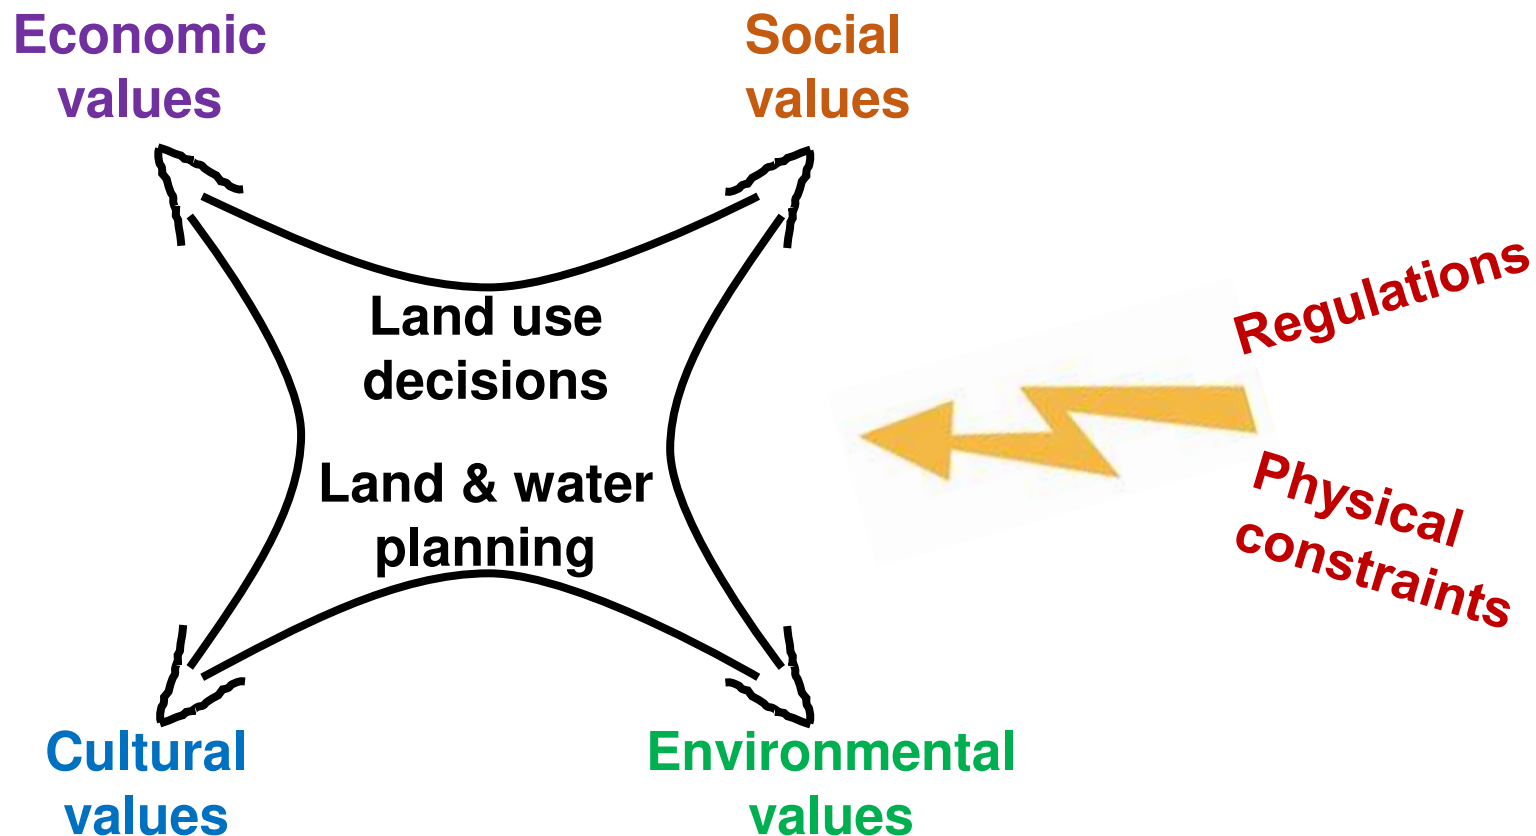 Economic
values
Social
values
Land use
decisions
Land & water
planning
Regulations
Physical
constraints
Cultural
values
Environmental
values